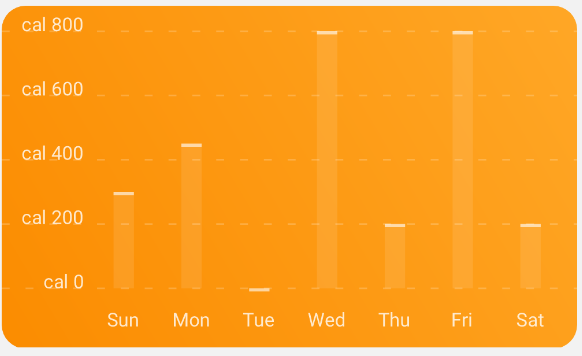 cal 800
cal 600
cal 400
cal 200
cal 0
Sun Mon Tue Wed Thu Fri Sat